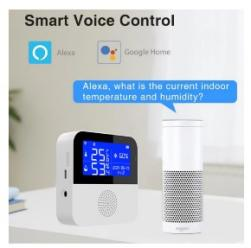 Smart Voice Control
Alexa
Google Home
Alexa, what is the current indoor
temperature and humidity?